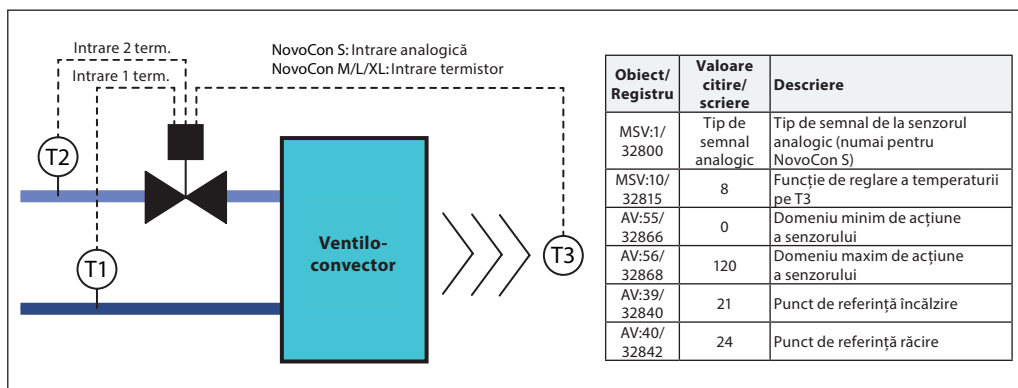 Intrare 2 term.
Intrare 1 term.
NovoCon S: Intrare analogică
NovoCon M/L/XL: Intrare termistor
T2
T1
Ventilo-
convector
T3
Obiect/
Registru
Valoare
citire/
scriere
Descriere
MSV:1/
32800
Tip de
semnal
analogic
Tip de semnal de la senzorul
analogic (numai pentru
NovoCon S)
MSV:10/
32815
8
Funcție de reglare a temperaturii
pe T3
AV:55/
32866
0
Domeniu minim de acțiune
a senzorului
AV:56/
32868
120
Domeniu maxim de acțiune
a senzorului
AV:39/
32840
21
Punct de referință încălzire
AV:40/
32842
24
Punct de referință răcire